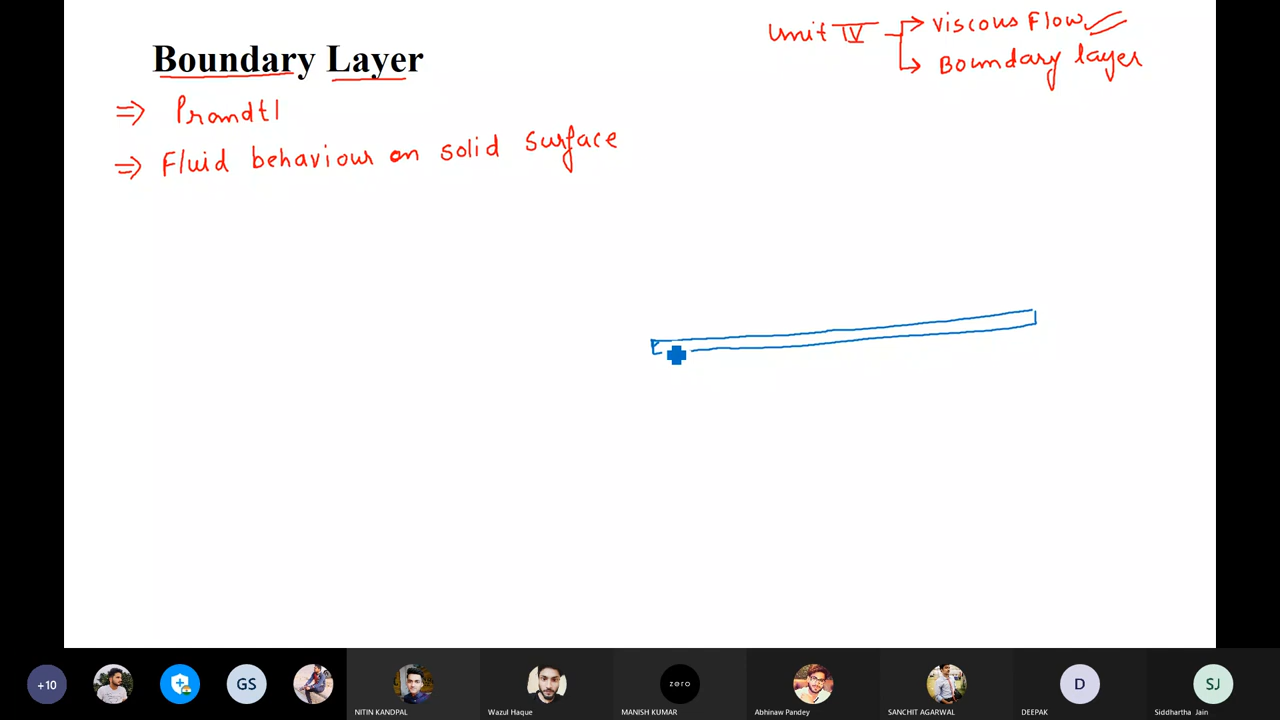 Unit IV → Viscous Flow
→ Boundary layer
Boundary Layer
⇒ Prandtl
⇒ Fluid behaviour on solid surface
+10
GS
NITIN KANDPAL
Wazul Haque
zero
MANISH KUMAR
Abhinaw Pandey
SANCHIT AGARWAL
D
DEEPAK
SJ
Siddhartha Jain